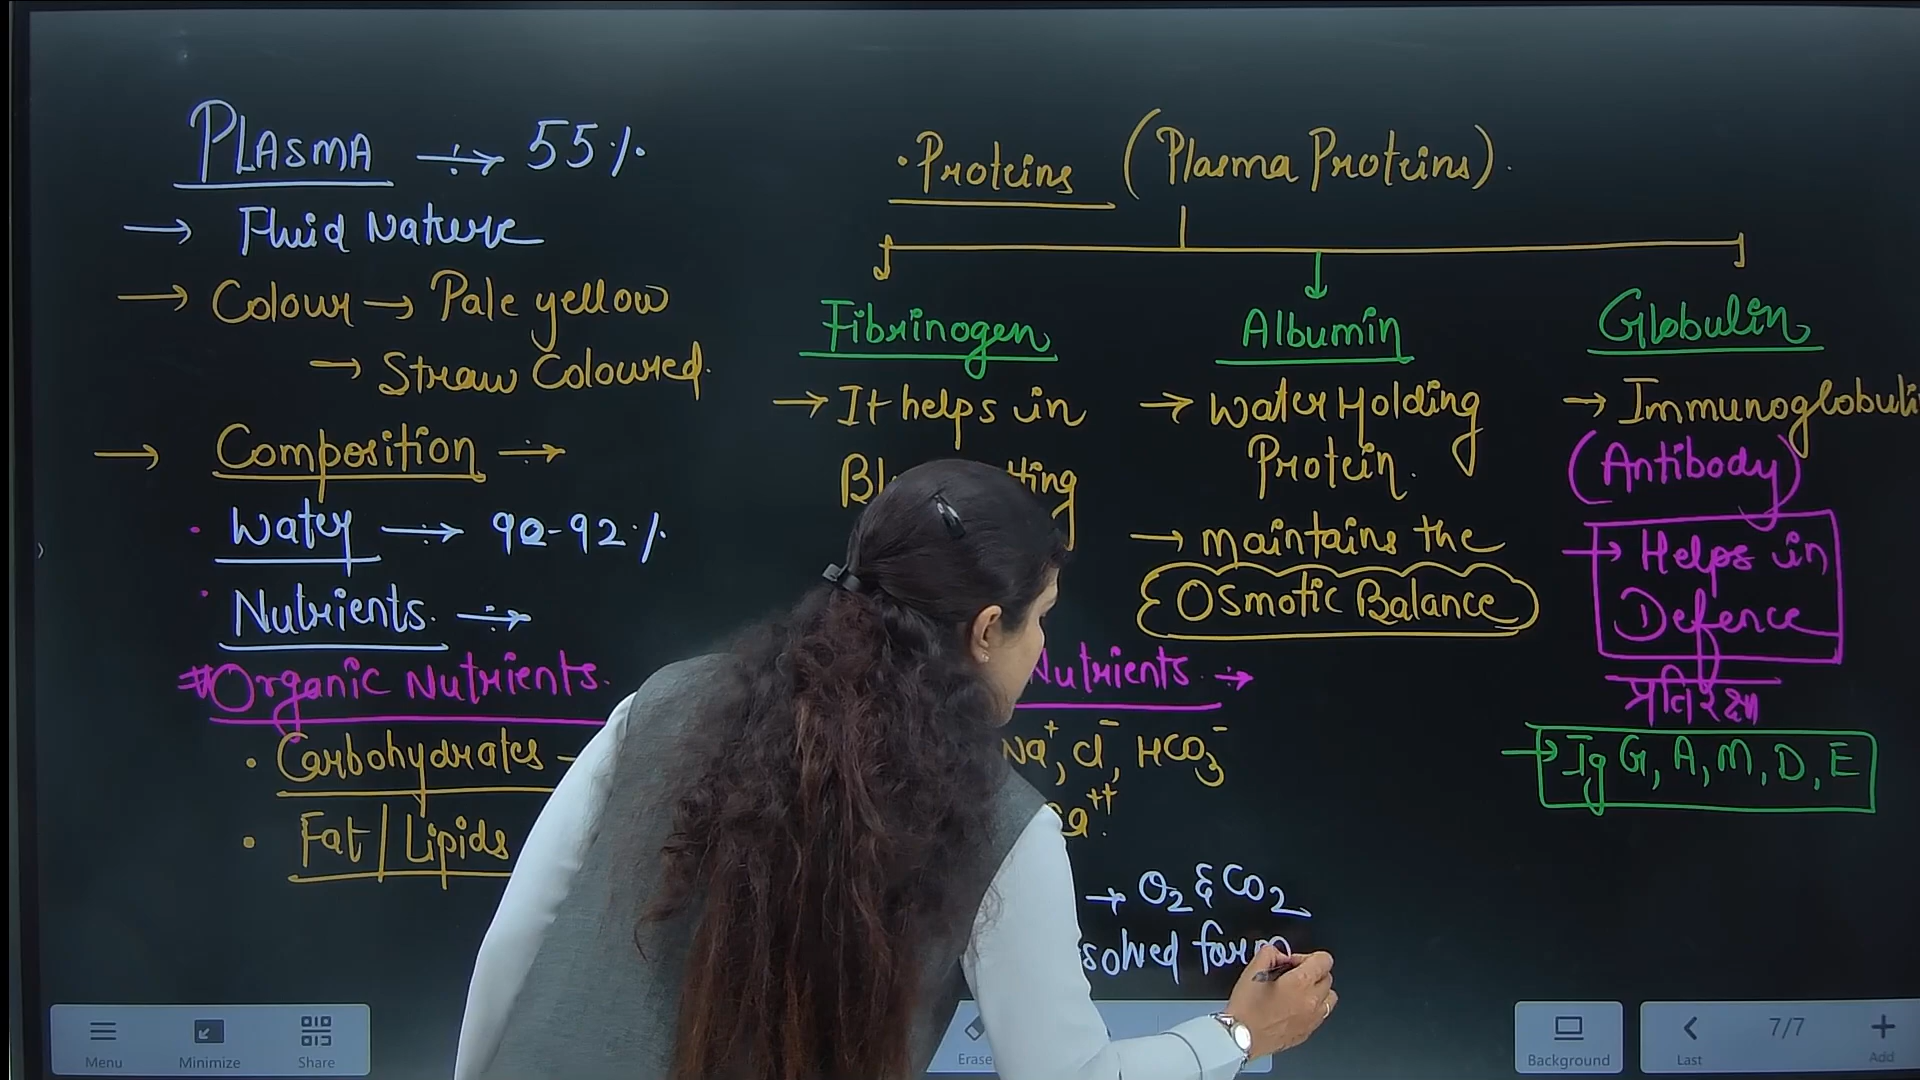 PLASMA → 55%
→ Fluid Nature
→ Colour → Pale yellow
→ Straw Coloured.
→ Composition →
• Water → 90-92%
• Nutrients. →
#Organic Nutrients.
• Carbohydrates
• Fat/Lipids
Nutrients. →
Na⁺, Cl⁻, HCO₃⁻
→ O₂ & CO₂
form
• Proteins (Plasma Proteins).
Fibrinogen
→ It helps in
Albumin
→ Water Holding
Protein.
→ maintains the
Osmotic Balance
Globulin
→ Immunoglobuli
(Antibody)
→ Helps in
Defence
प्रतिरक्षा
→ Ig G, A, M, D, E
Menu
Minimize
Share
Erase
Background
Last
7/7
Add